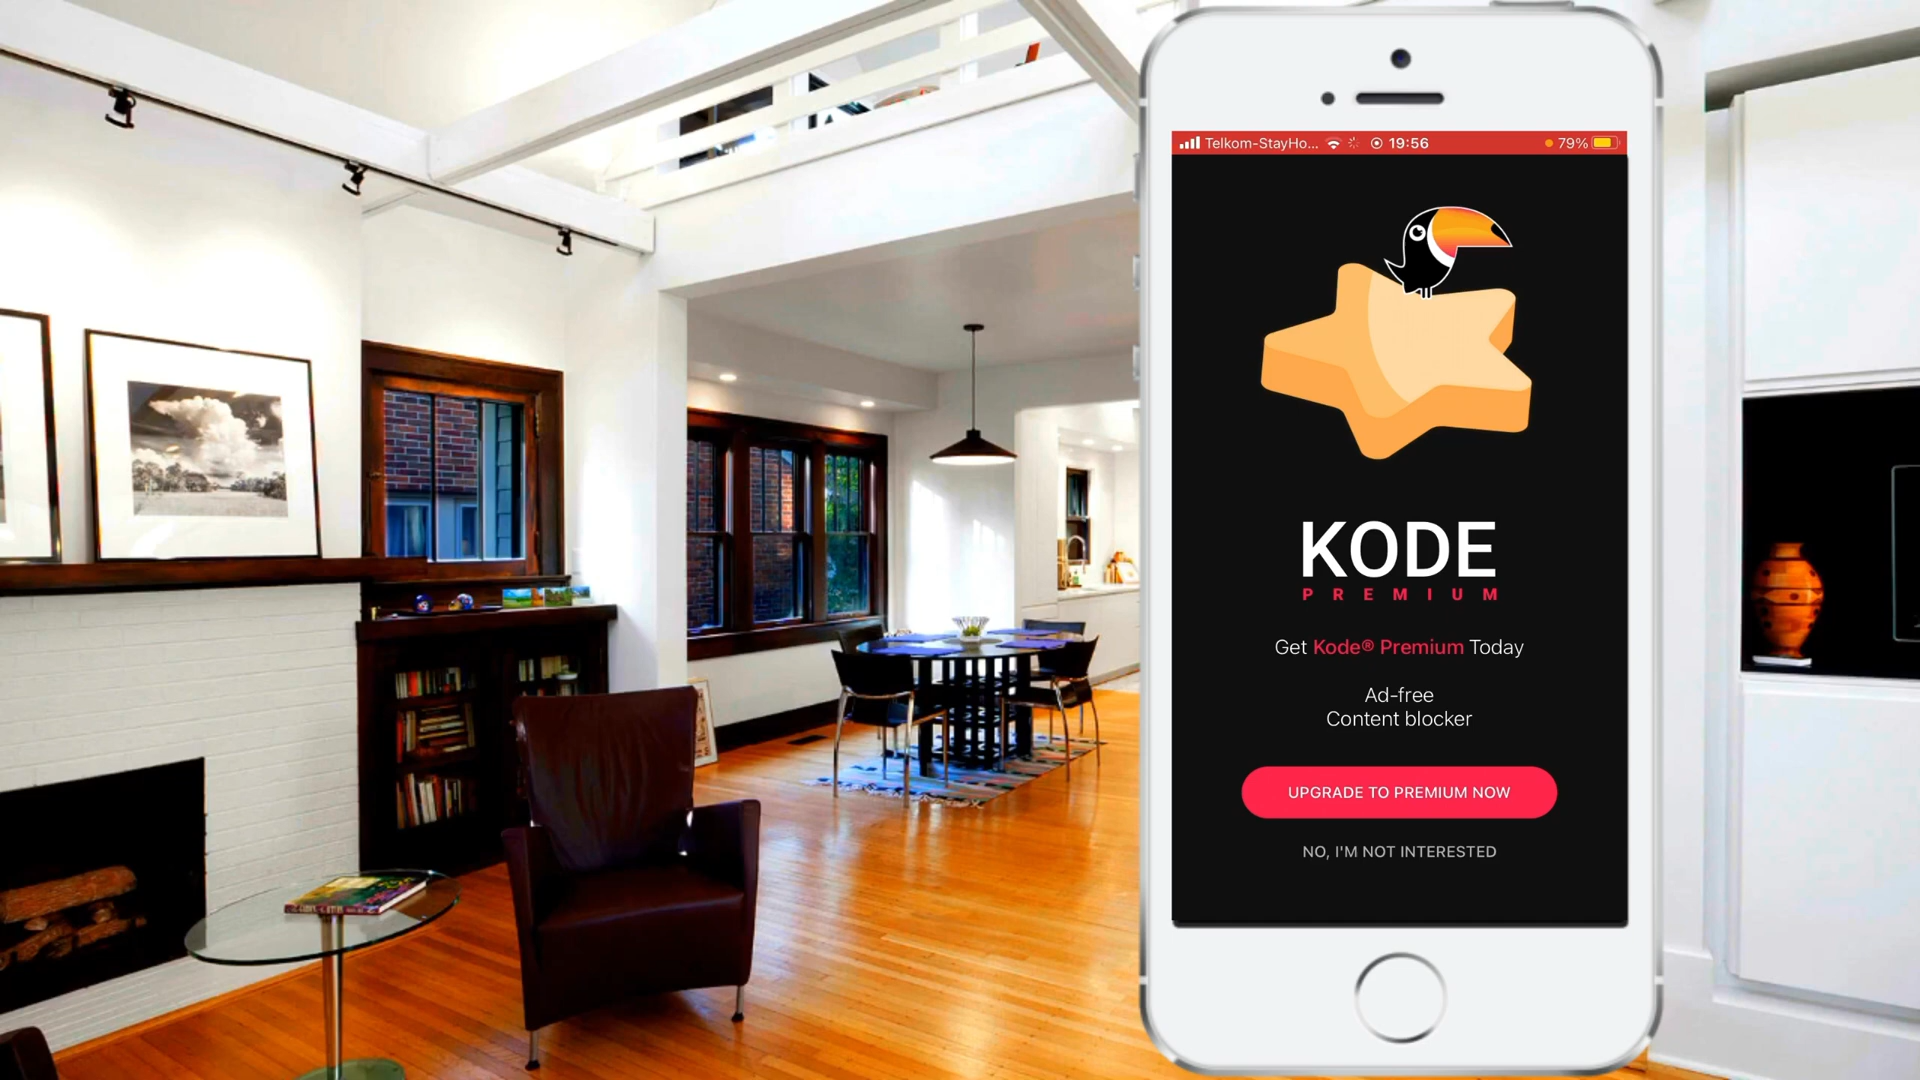 Telkom-StayHo... 19:56 79%
KODE
PREMIUM
Get Kode® Premium Today
Ad-free
Content blocker
UPGRADE TO PREMIUM NOW
NO, I'M NOT INTERESTED